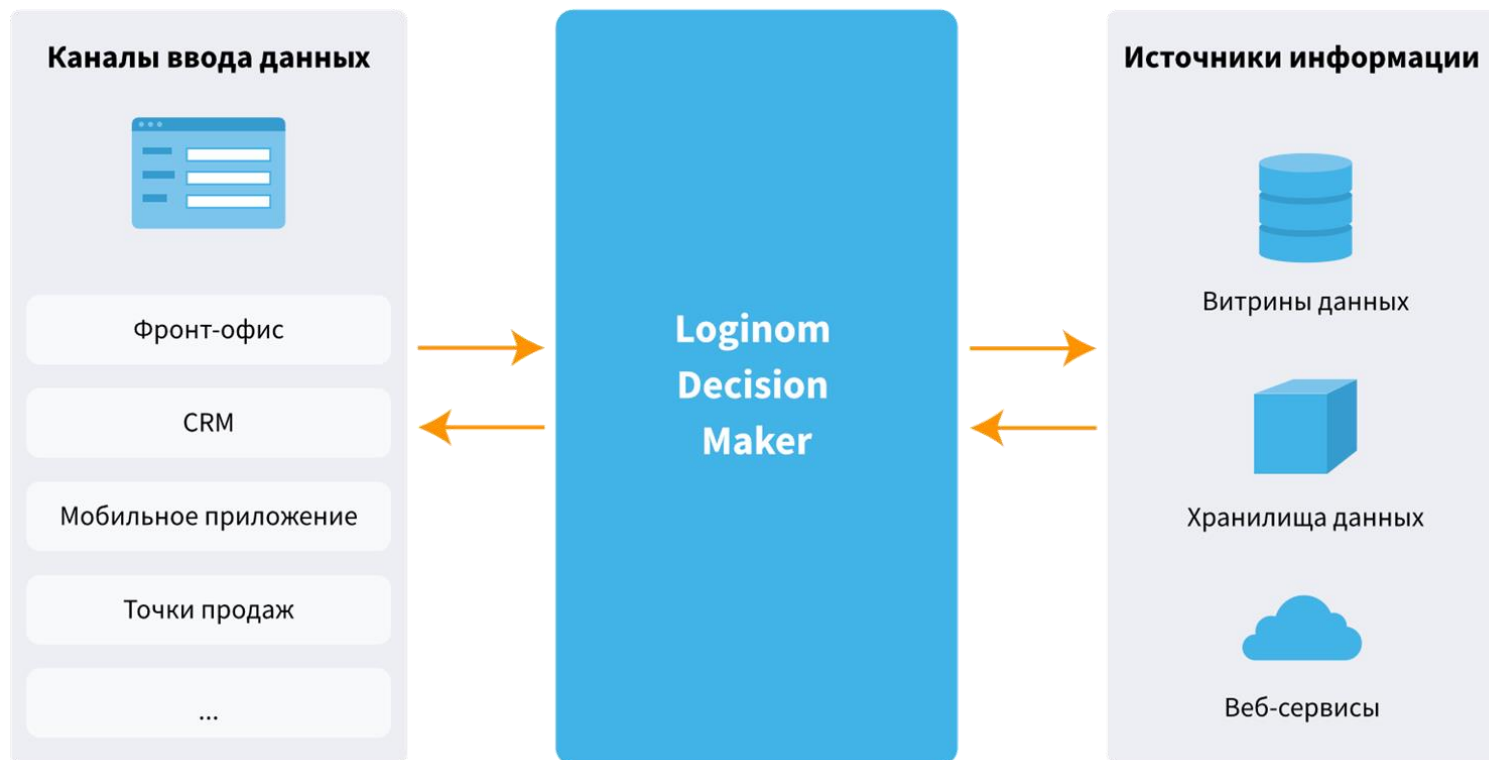 Каналы ввода данных
Фронт-офис
CRM
Мобильное приложение
Точки продаж
...
Loginom
Decision
Maker
Источники информации
Витрины данных
Хранилища данных
Веб-сервисы